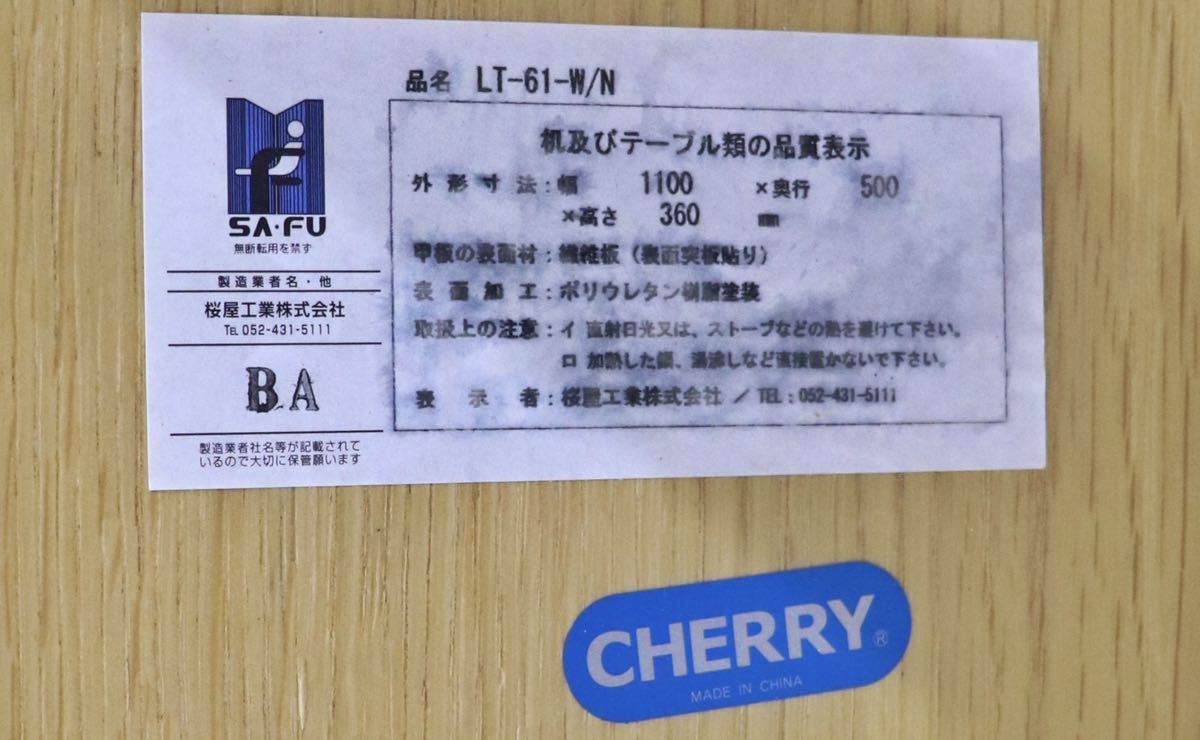 SA・FU
無断転用を禁ず
製造業者名・他
桜屋工業株式会社
TEL 052-431-5111
BA
製造業者社名等が記載されて
いるので大切に保管願います
品名 LT-61-W/N
机及びテーブル類の品質表示
外形寸法:幅 1100 ×奥行 500
×高さ 360 mm
甲板の表面材:繊維板(表面突板貼り)
表面加工:ポリウレタン樹脂塗装
取扱上の注意:イ 直射日光又は、ストーブなどの熱を避けて下さい。
ロ 加熱した鍋、湯沸しなど直接置かないで下さい。
表示者:桜屋工業株式会社 / TEL:052-431-5111
CHERRY®
MADE IN CHINA